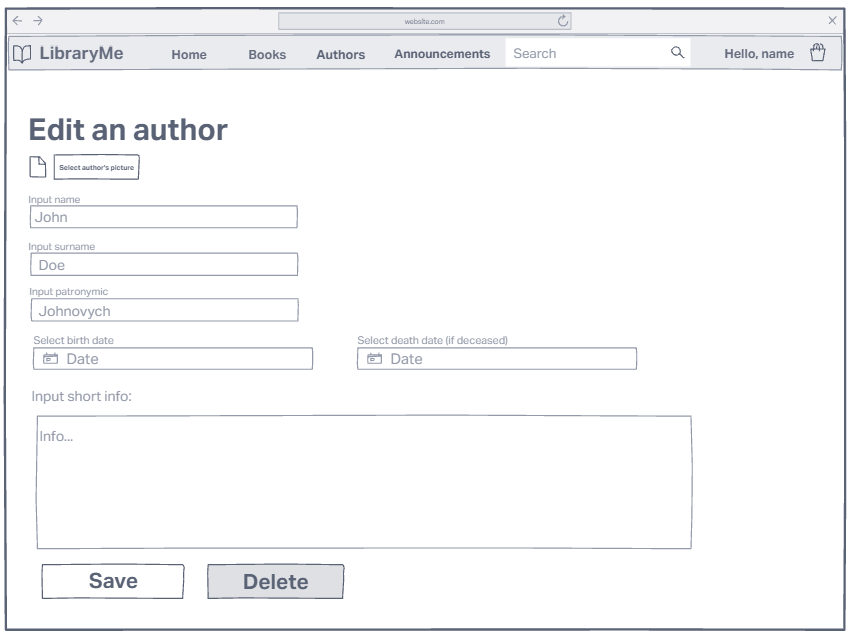 website.com
LibraryMe Home Books Authors Announcements Search Hello, name
Edit an author
Select author's picture
Input name
John
Input surname
Doe
Input patronymic
Johnovych
Select birth date Select death date (if deceased)
Date Date
Input short info:
Info...
Save Delete